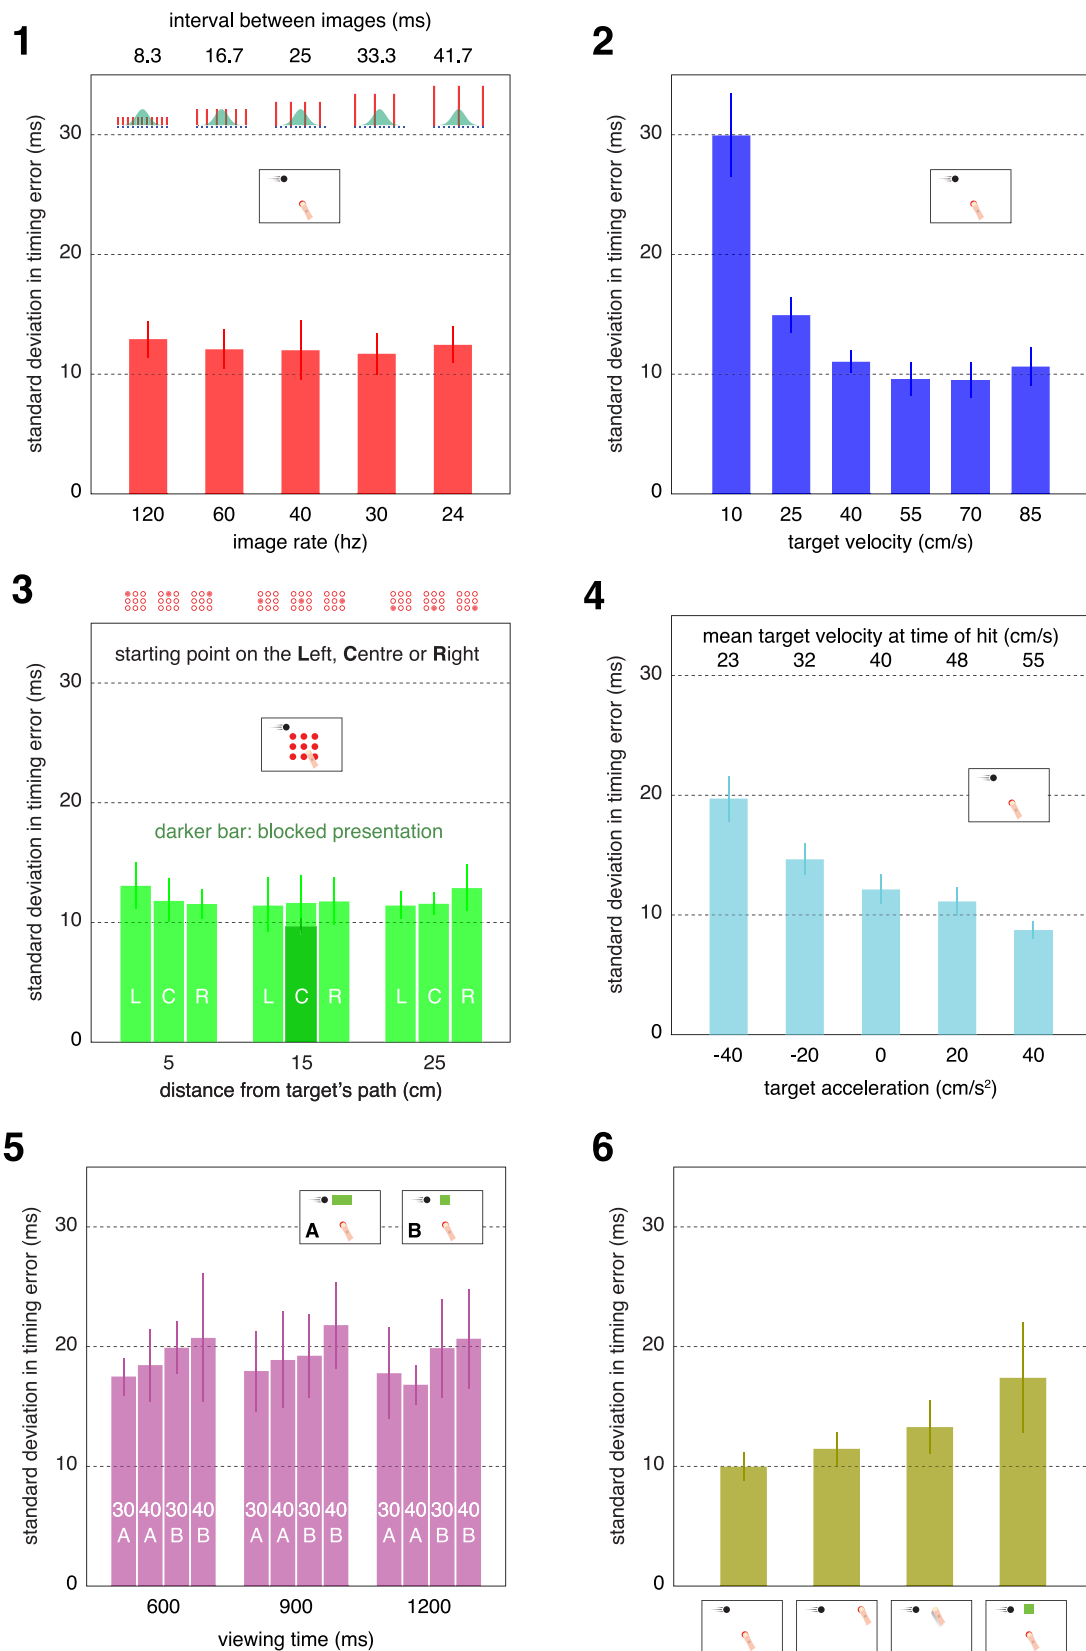 1
interval between images (ms)
8.3 16.7 25 33.3 41.7
standard deviation in timing error (ms)
30
20
10
0
120 60 40 30 24
image rate (hz)
2
standard deviation in timing error (ms)
30
20
10
0
10 25 40 55 70 85
target velocity (cm/s)
3
starting point on the Left, Centre or Right
standard deviation in timing error (ms)
30
20
darker bar: blocked presentation
10
L C R L C R L C R
0
5 15 25
distance from target's path (cm)
4
mean target velocity at time of hit (cm/s)
23 32 40 48 55
standard deviation in timing error (ms)
30
20
10
0
-40 -20 0 20 40
target acceleration (cm/s²)
5
A B
standard deviation in timing error (ms)
30
20
10
30 40 30 40 30 40 30 40 30 40 30 40
A A B B A A B B A A B B
0
600 900 1200
viewing time (ms)
6
standard deviation in timing error (ms)
30
20
10
0